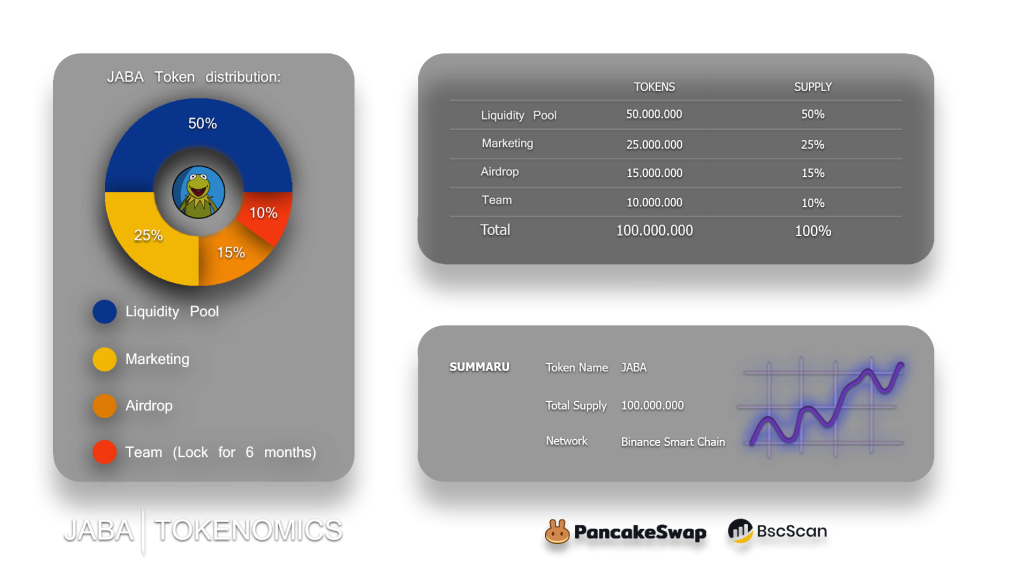 JABA Token distribution:
50%
10%
25%
15%
Liquidity Pool
Marketing
Airdrop
Team (Lock for 6 months)
JABA | TOKENOMICS
TOKENS SUPPLY
Liquidity Pool 50.000.000 50%
Marketing 25.000.000 25%
Airdrop 15.000.000 15%
Team 10.000.000 10%
Total 100.000.000 100%
SUMMARU Token Name JABA
Total Supply 100.000.000
Network Binance Smart Chain
PancakeSwap BscScan